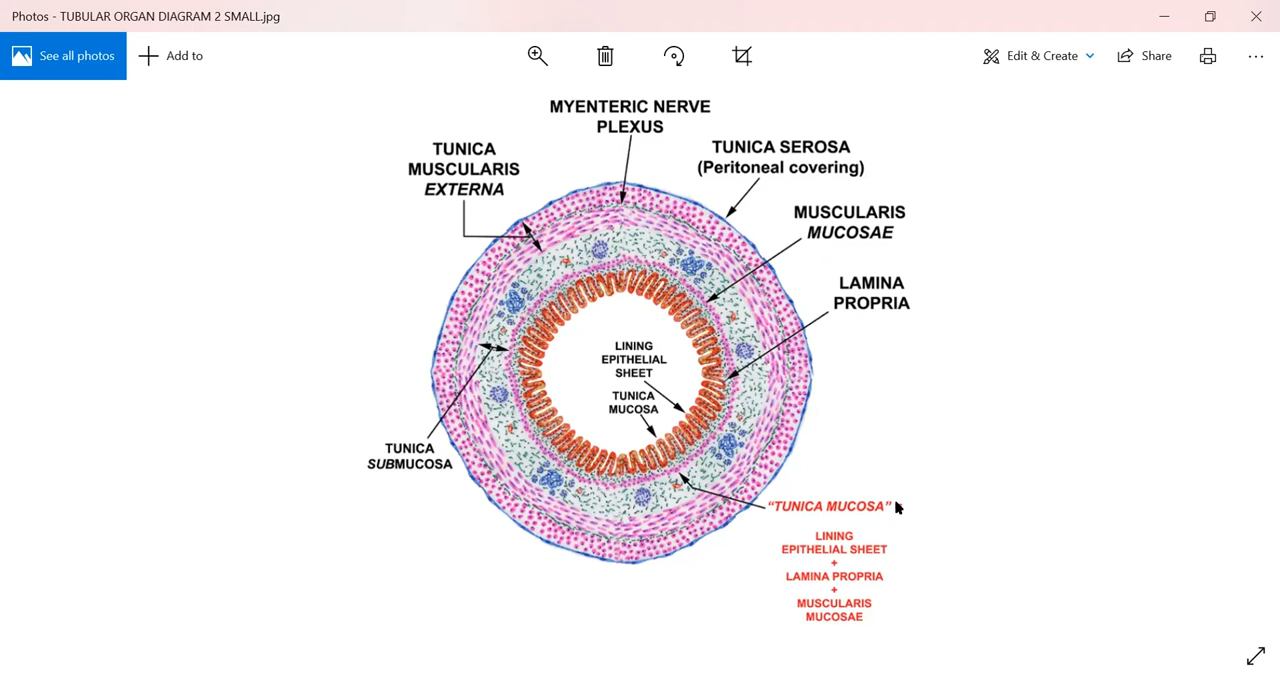 Photos - TUBULAR ORGAN DIAGRAM 2 SMALL.jpg
See all photos
Add to
Edit & Create
Share
MYENTERIC NERVE
PLEXUS
TUNICA
MUSCULARIS
EXTERNA
TUNICA SEROSA
(Peritoneal covering)
MUSCULARIS
MUCOSAE
LAMINA
PROPRIA
LINING
EPITHELIAL
SHEET
TUNICA
MUCOSA
TUNICA
SUBMUCOSA
“TUNICA MUCOSA”
LINING
EPITHELIAL SHEET
+
LAMINA PROPRIA
+
MUSCULARIS
MUCOSAE